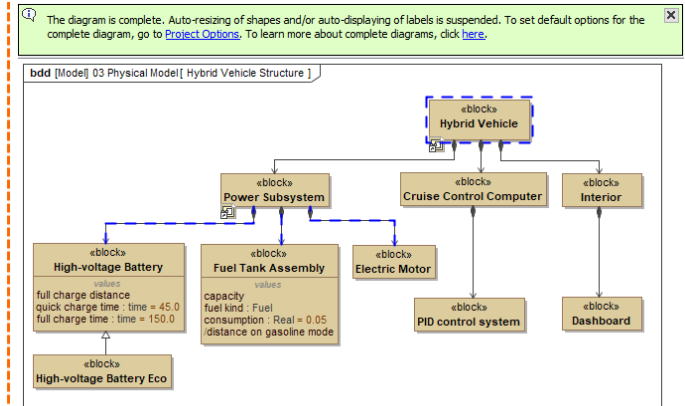 The diagram is complete. Auto-resizing of shapes and/or auto-displaying of labels is suspended. To set default options for the
complete diagram, go to Project Options. To learn more about complete diagrams, click here.
bdd [Model] 03 Physical Model [ Hybrid Vehicle Structure ]
«block»
Hybrid Vehicle
«block»
Power Subsystem
«block»
Cruise Control Computer
«block»
Interior
«block»
High-voltage Battery
values
full charge distance
quick charge time : time = 45.0
full charge time : time = 150.0
«block»
Fuel Tank Assembly
values
capacity
fuel kind : Fuel
consumption : Real = 0.05
/distance on gasoline mode
«block»
Electric Motor
«block»
PID control system
«block»
Dashboard
«block»
High-voltage Battery Eco